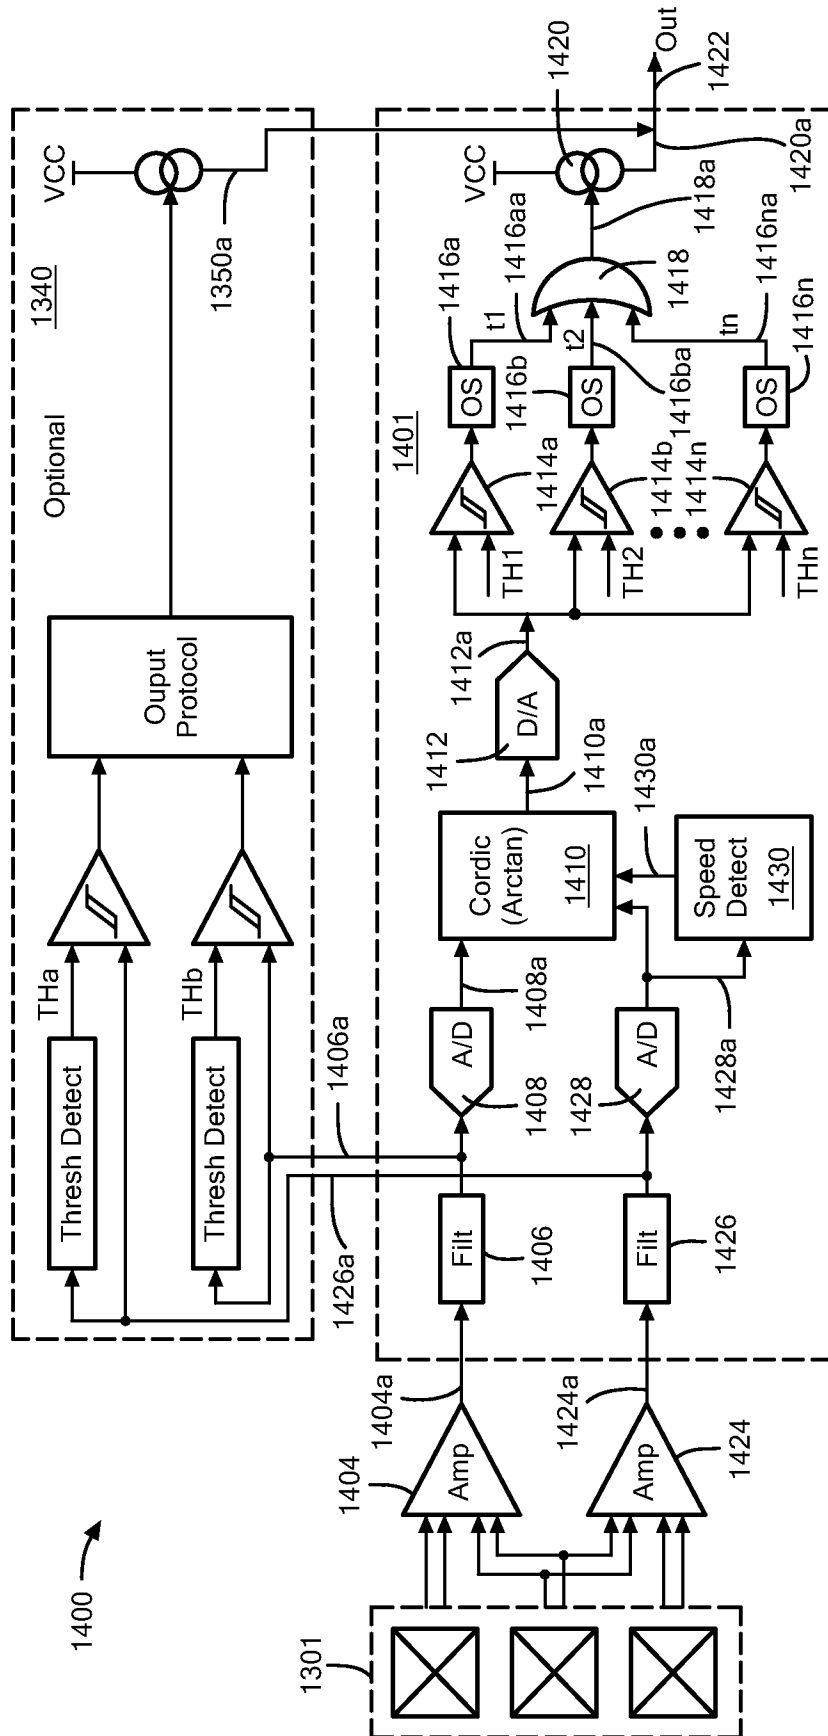 1400
1301
1404
Amp
1404a
Amp
1424
1424a
Optional
1340
Thresh Detect
THa
Thresh Detect
THb
Ouput
Protocol
VCC
1350a
1426a
1406a
1401
Filt
1406
Filt
1426
A/D
1408
1408a
A/D
1428
1428a
Cordic
(Arctan)
1410
Speed
Detect
1430
1430a
1410a
D/A
1412
1412a
TH1
TH2
THn
1414a
1414b
1414n
OS
1416a
OS
1416b
OS
1416n
t1
1416aa
t2
1416ba
tn
1416na
1418
1418a
VCC
1420
1420a
1422
Out